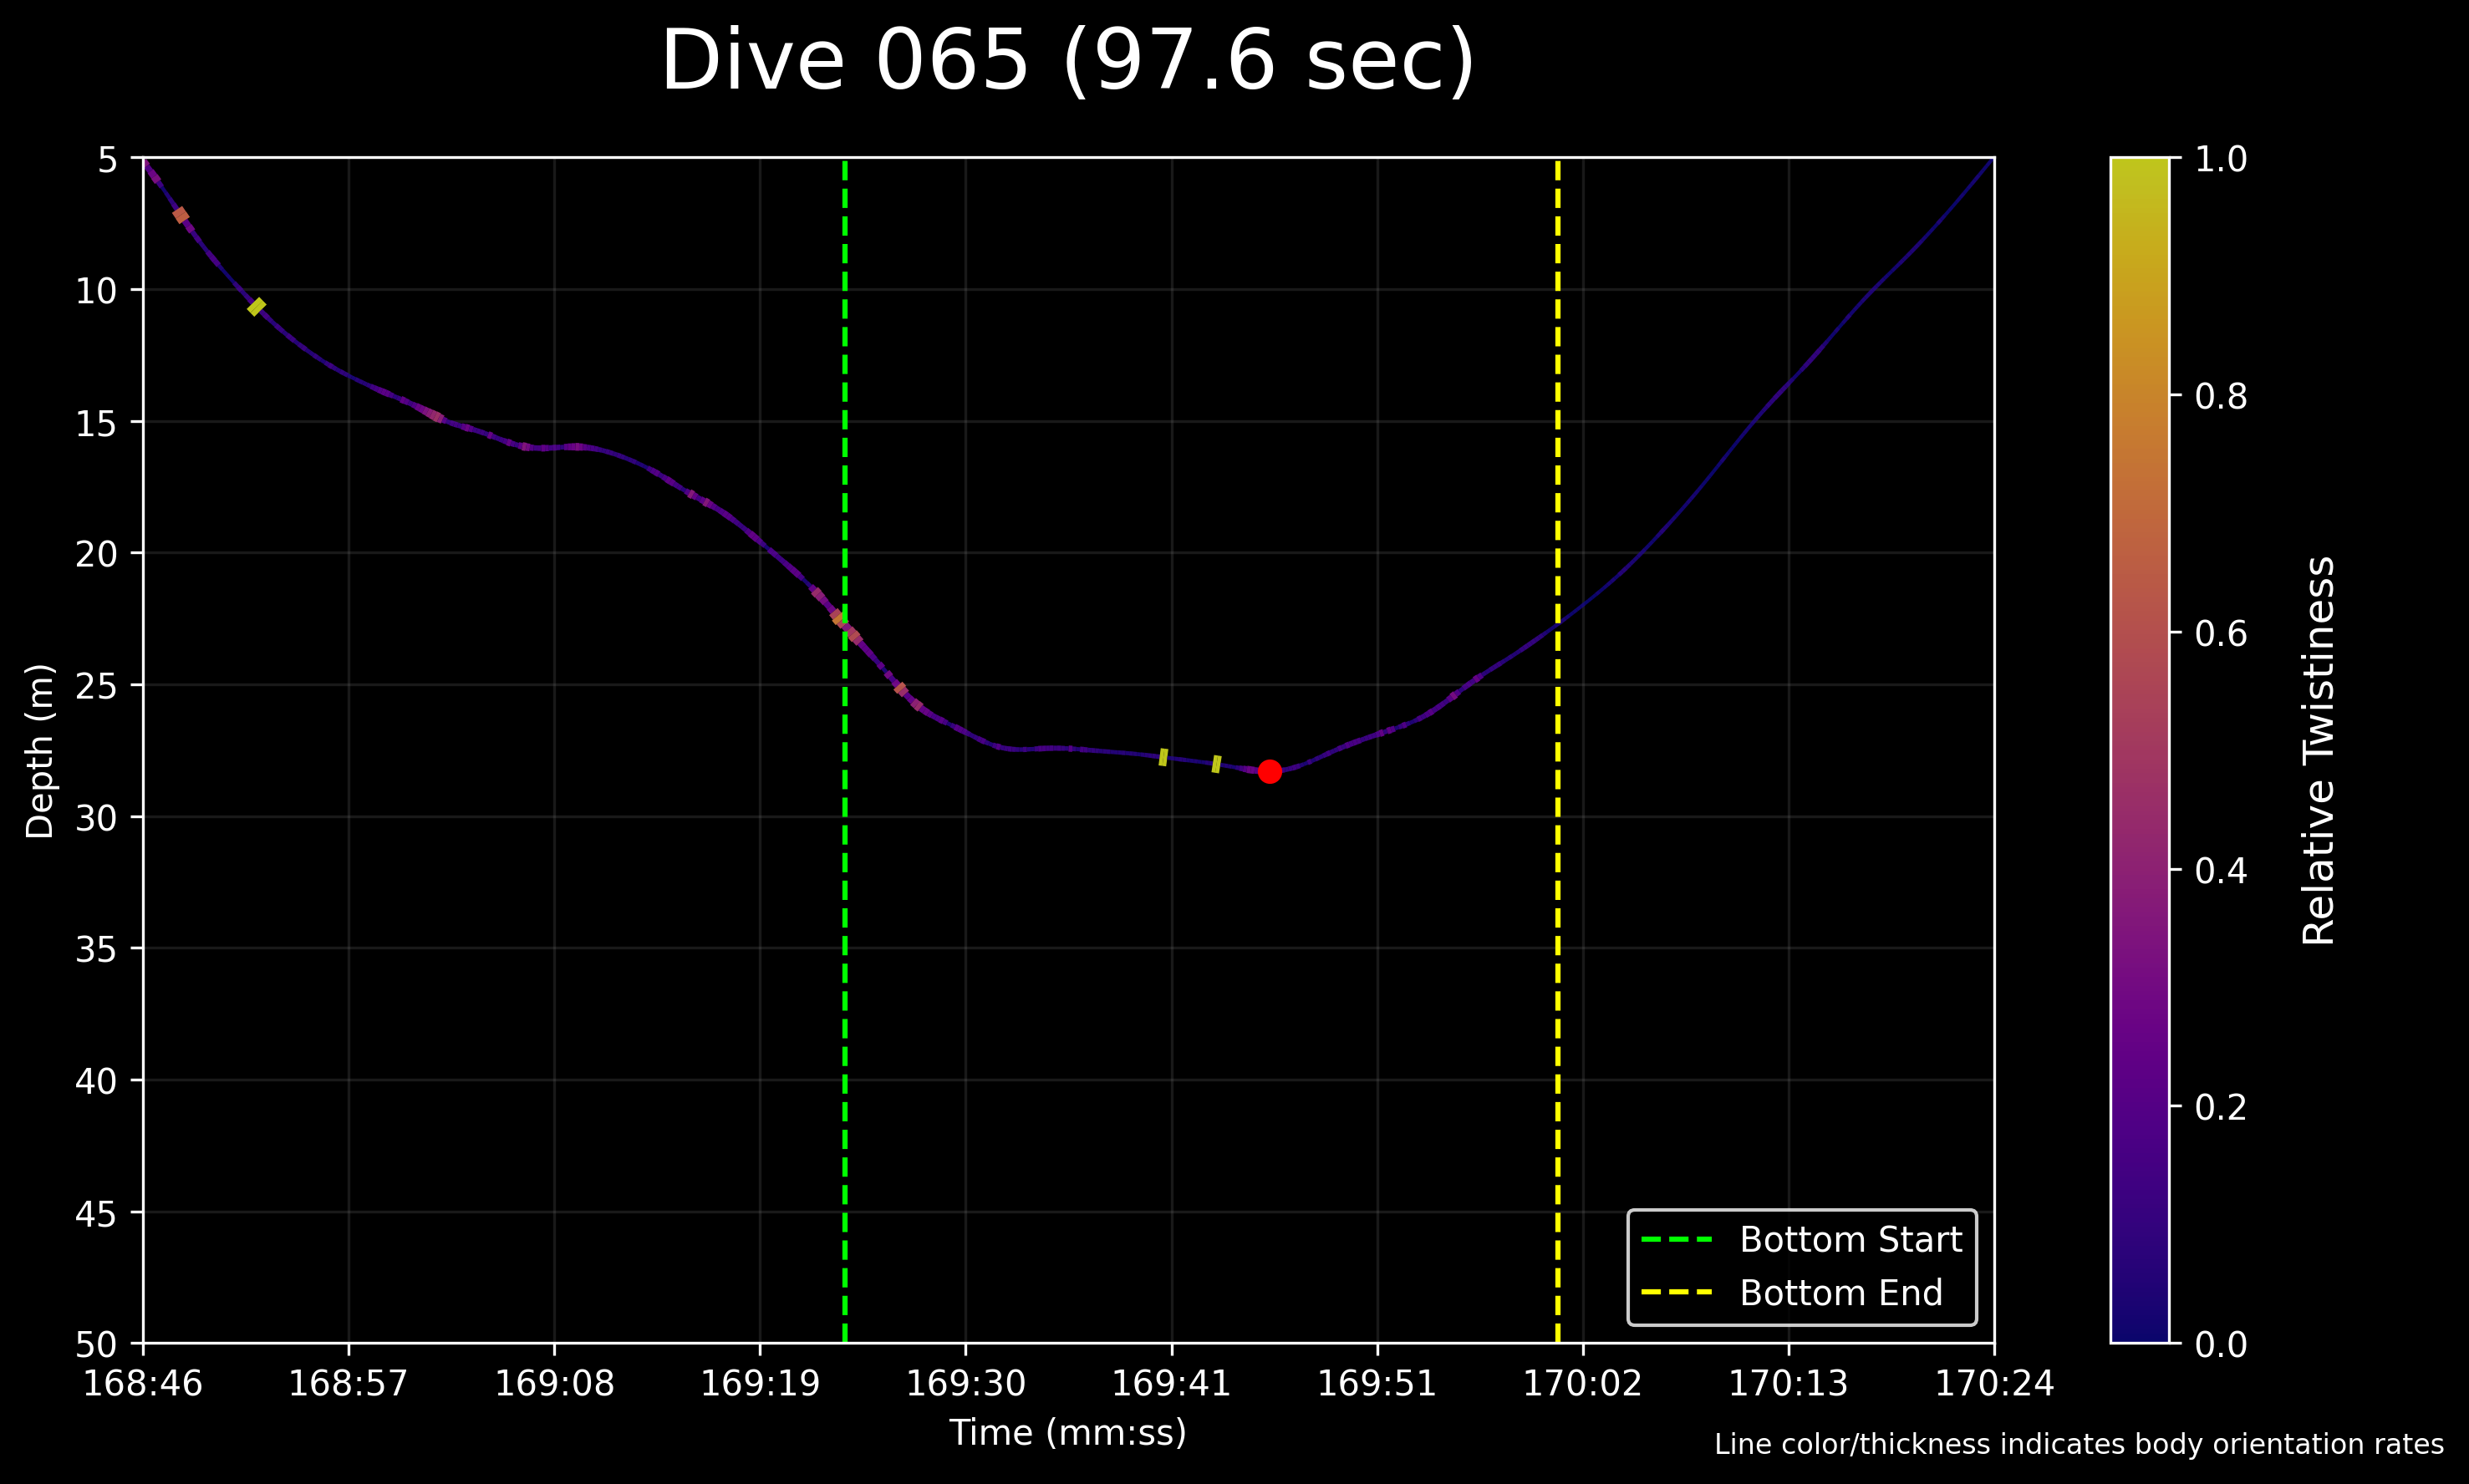 Dive 065 (97.6 sec)
5
10
15
20
25
30
35
40
45
50
Depth (m)
168:46 168:57 169:08 169:19 169:30 169:41 169:51 170:02 170:13 170:24
Time (mm:ss)
Bottom Start
Bottom End
1.0
0.8
0.6
0.4
0.2
0.0
Relative Twistiness
Line color/thickness indicates body orientation rates